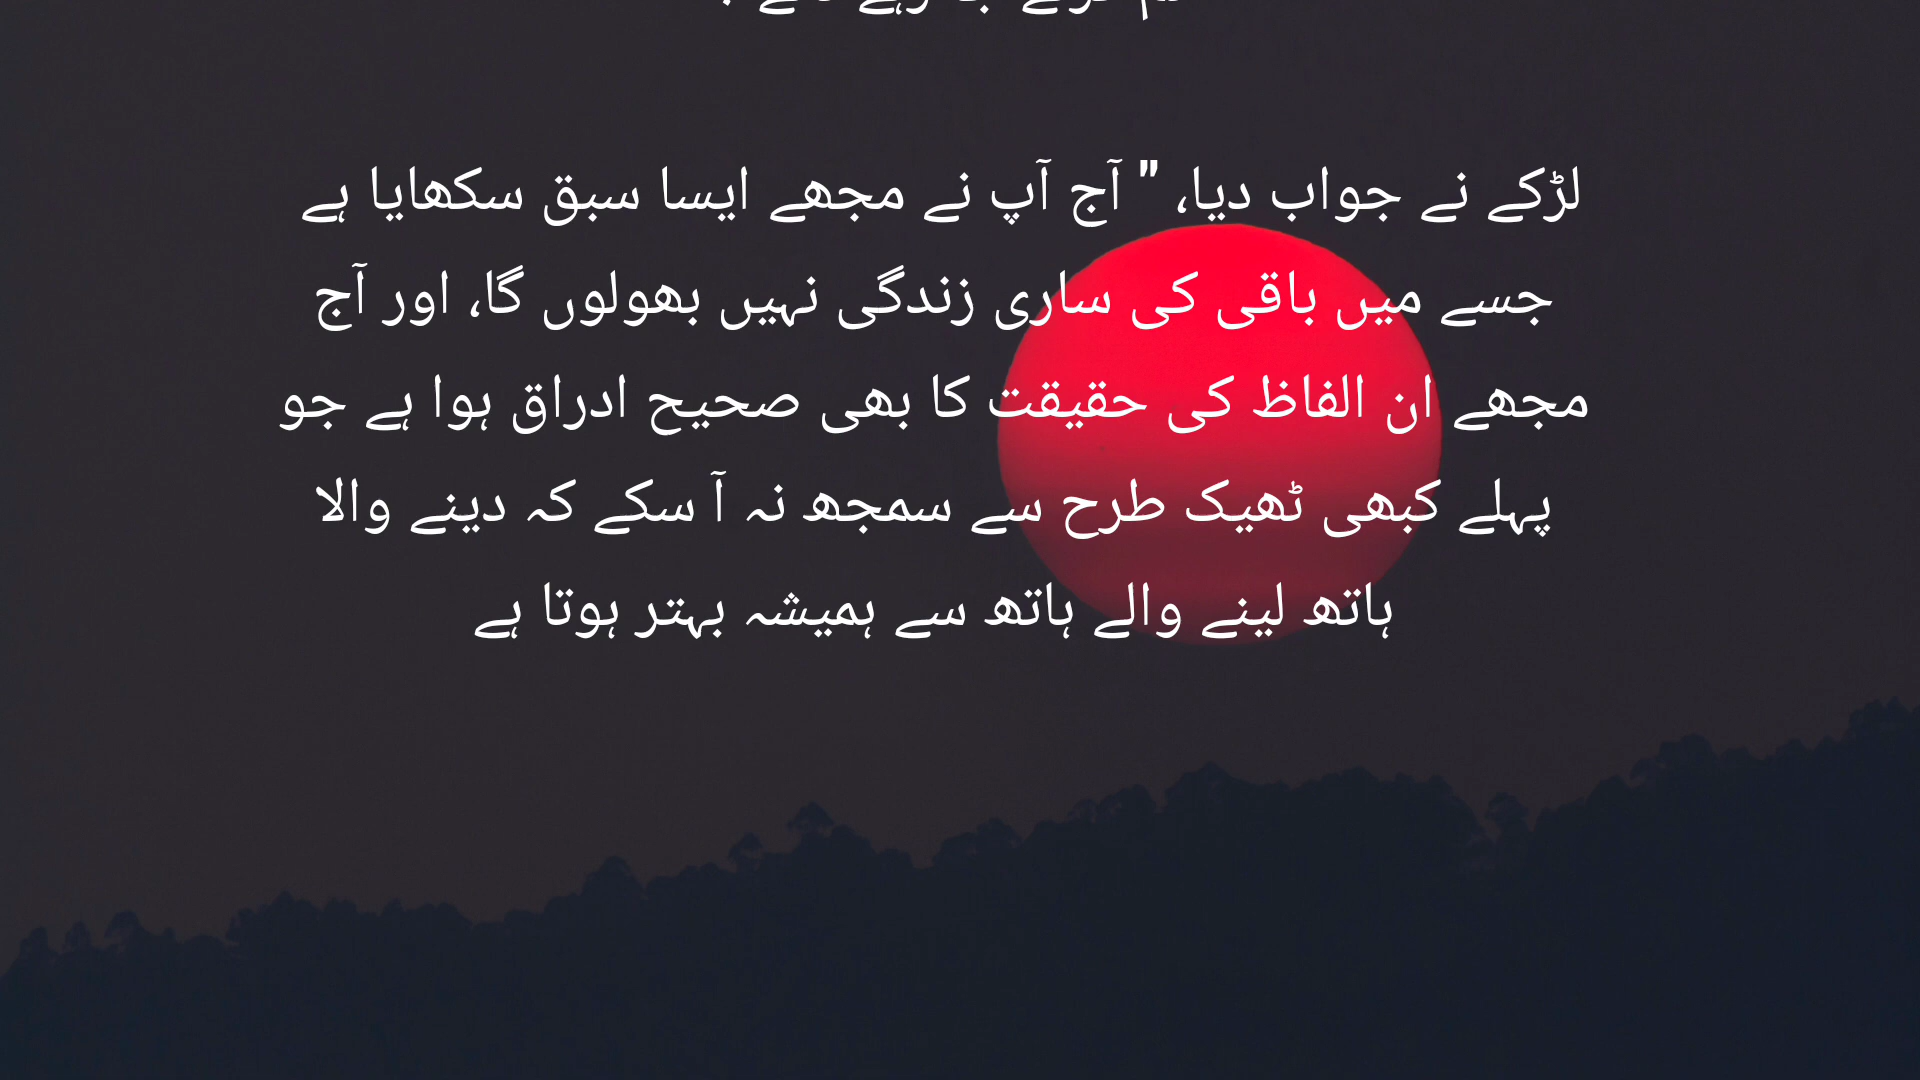 لڑکے نے جواب دیا، " آج آپ نے مجھے ایسا سبق سکھایا ہے
جسے میں باقی کی ساری زندگی نہیں بھولوں گا، اور آج
مجھے ان الفاظ کی حقیقت کا بھی صحیح ادراق ہوا ہے جو
پہلے کبھی ٹھیک طرح سے سمجھ نہ آ سکے کہ دینے والا
ہاتھ لینے والے ہاتھ سے ہمیشہ بہتر ہوتا ہے